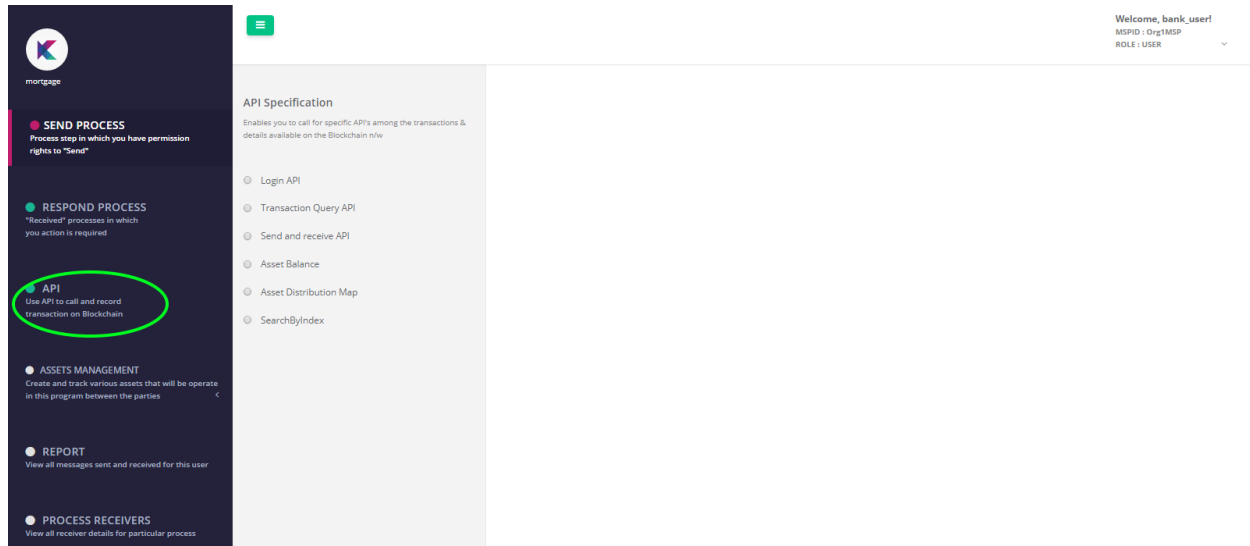 mortgage
SEND PROCESS
Process step in which you have permission
rights to "Send"
RESPOND PROCESS
"Received" processes in which
you action is required
API
Use API to call and record
transaction on Blockchain
ASSETS MANAGEMENT
Create and track various assets that will be operate
in this program between the parties
REPORT
View all messages sent and received for this user
PROCESS RECEIVERS
View all receiver details for particular process
Welcome, bank_user!
MSPID : Org1MSP
ROLE : USER
API Specification
Enables you to call for specific API's among the transactions &
details available on the Blockchain n/w
Login API
Transaction Query API
Send and receive API
Asset Balance
Asset Distribution Map
SearchByIndex